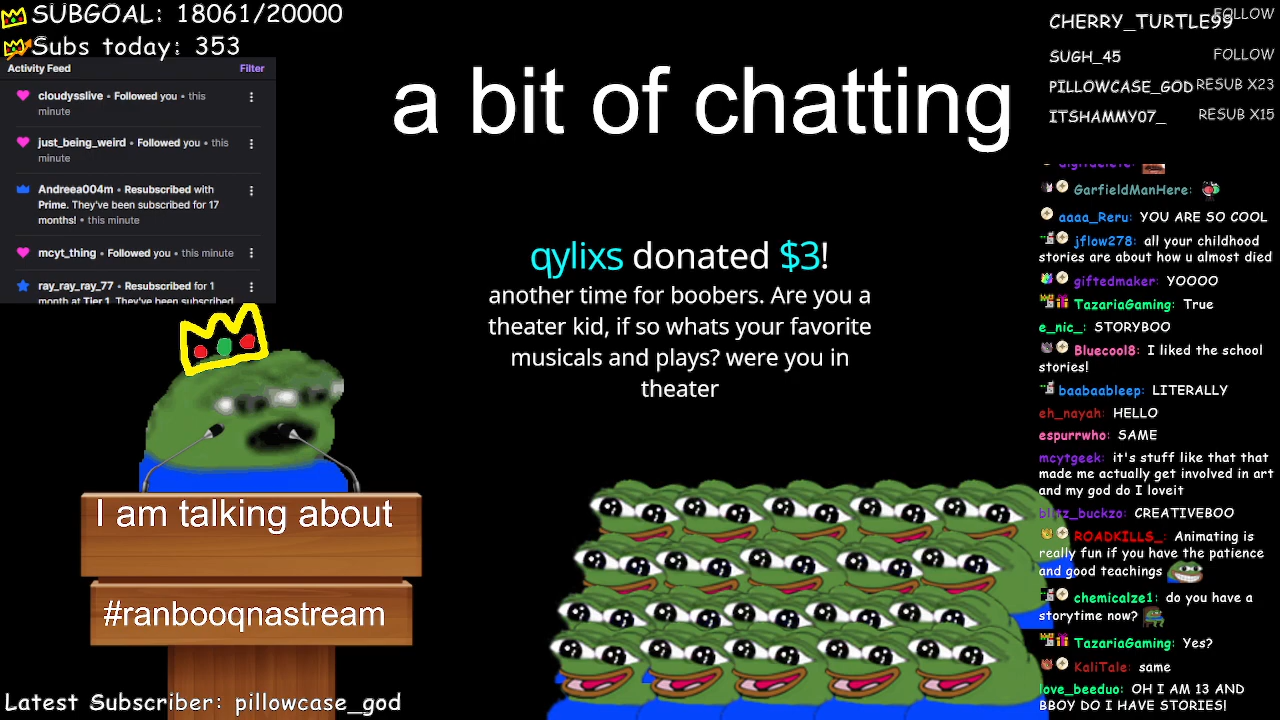 SUBGOAL: 18061/20000
Subs today: 353
Activity Feed
Filter
cloudysslive • Followed you • this
minute
just_being_weird • Followed you • this
minute
Andreea004m • Resubscribed with
Prime. They've been subscribed for 17
months! • this minute
mcyt_thing • Followed you • this minute
ray_ray_ray_77 • Resubscribed for 1
month at Tier 1. They've been subscribed
a bit of chatting
qylixs donated $3!
another time for boobers. Are you a
theater kid, if so whats your favorite
musicals and plays? were you in
theater
I am talking about
#ranbooqnastream
Latest Subscriber: pillowcase_god
CHERRY_TURTLE99 FOLLOW
SUGH_45 FOLLOW
PILLOWCASE_GOD RESUB X23
ITSHAMMY07_ RESUB X15
GarfieldManHere:
aaaa_Reru: YOU ARE SO COOL
jflow278: all your childhood
stories are about how u almost died
giftedmaker: YOOOO
TazariaGaming: True
e_nic_: STORYBOO
Bluecool8: I liked the school
stories!
baabaableep: LITERALLY
eh_nayah: HELLO
espurrwho: SAME
mcytgeek: it's stuff like that that
made me actually get involved in art
and my god do I loveit
blitz_buckzo: CREATIVEBOO
ROADKILLS_: Animating is
really fun if you have the patience
and good teachings
chemicalze1: do you have a
storytime now?
TazariaGaming: Yes?
KaliTale: same
love_beeduo: OH I AM 13 AND
BBOY DO I HAVE STORIES!